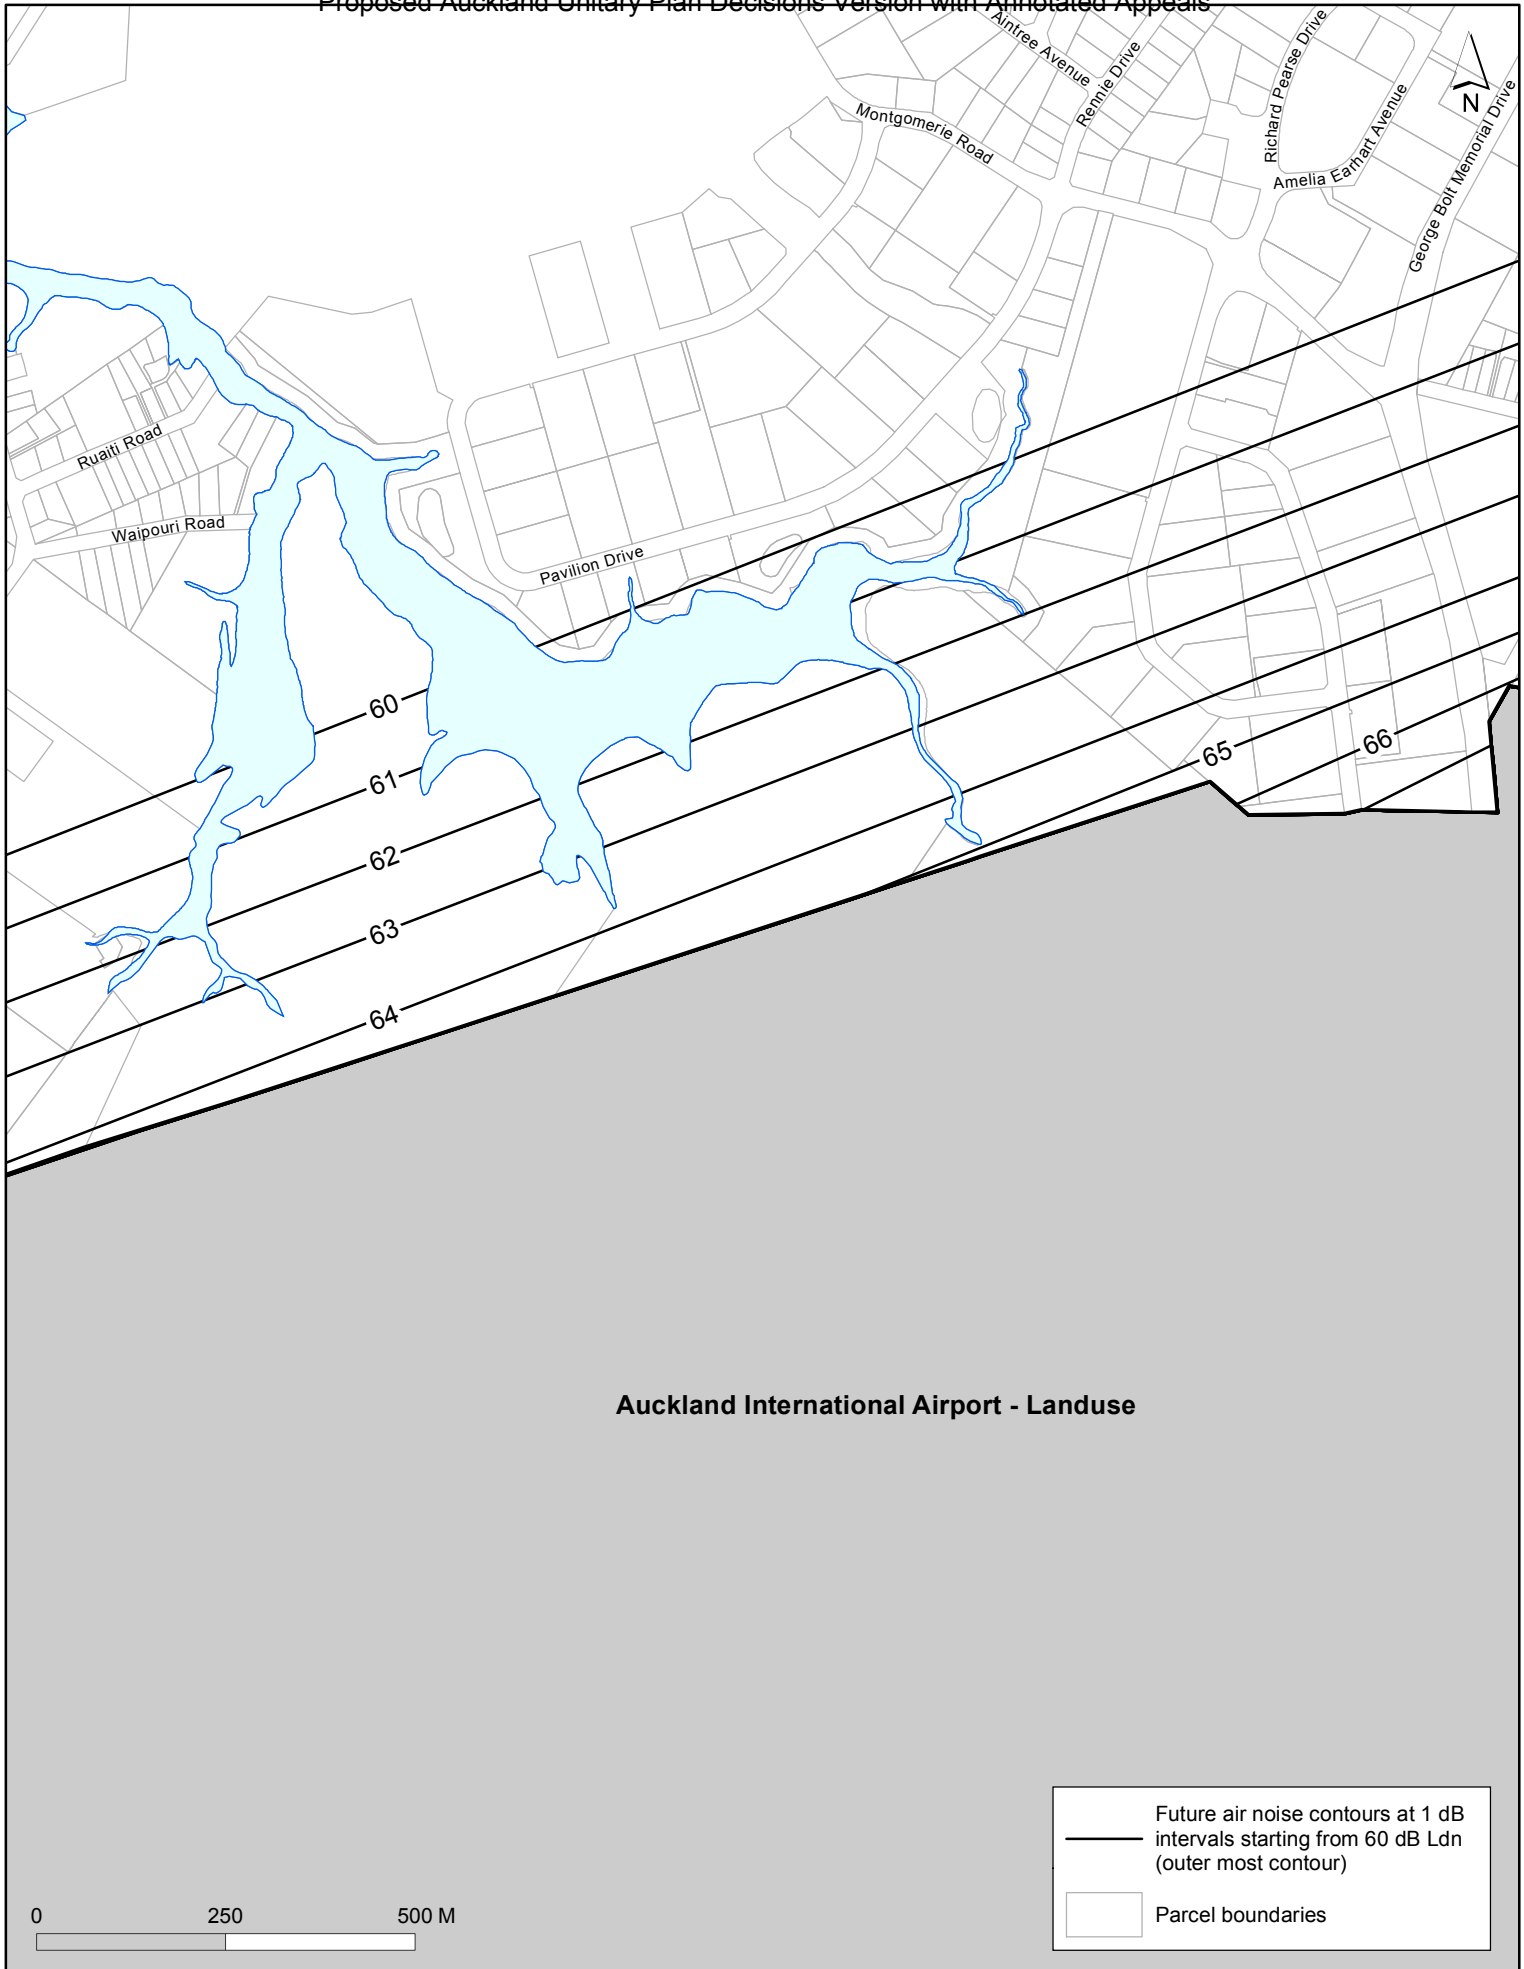 Proposed Auckland Unitary Plan Decisions Version with Annotated Appeals
Aintree Avenue
Rennie Drive
Richard Pearse Drive
N
Montgomerie Road
Amelia Earhart Avenue
George Bolt Memorial Drive
Ruaiti Road
Waipouri Road
Pavilion Drive
60
61
62
63
64
65
66
Auckland International Airport - Landuse
Future air noise contours at 1 dB
intervals starting from 60 dB Ldn
(outer most contour)
Parcel boundaries
0 250 500 M